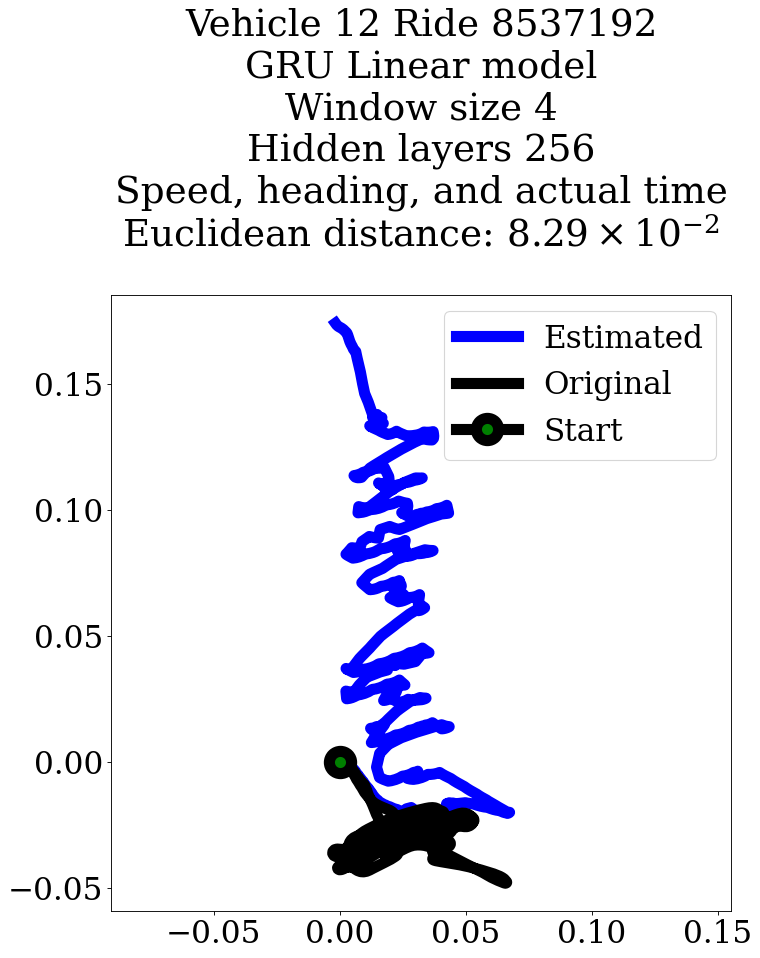 Vehicle 12 Ride 8537192
GRU Linear model
Window size 4
Hidden layers 256
Speed, heading, and actual time
Euclidean distance: 8.29 × 10⁻²
Estimated
Original
Start
0.15
0.10
0.05
0.00
−0.05
−0.05 0.00 0.05 0.10 0.15